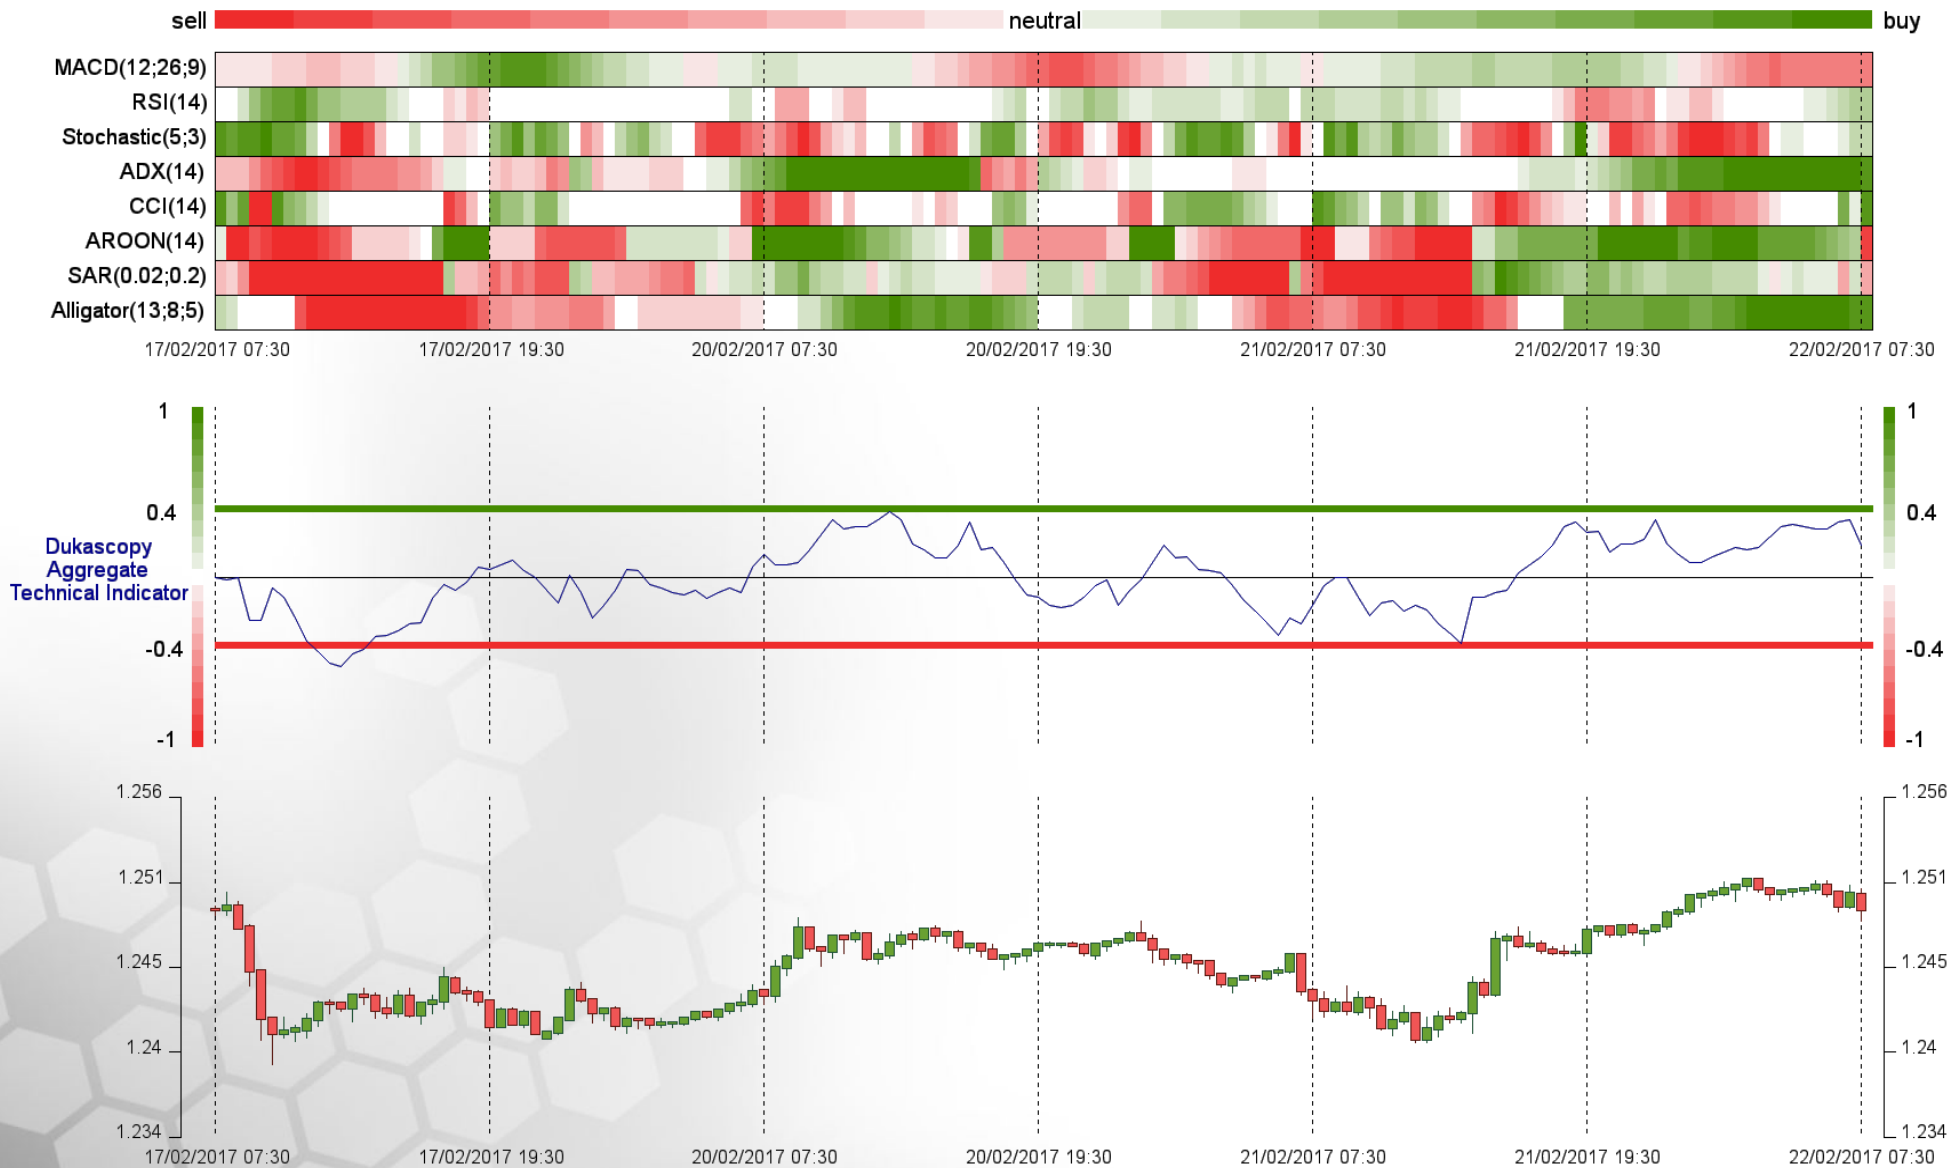 sell neutral buy
MACD(12;26;9)
RSI(14)
Stochastic(5;3)
ADX(14)
CCI(14)
AROON(14)
SAR(0.02;0.2)
Alligator(13;8;5)
17/02/2017 07:30 17/02/2017 19:30 20/02/2017 07:30 20/02/2017 19:30 21/02/2017 07:30 21/02/2017 19:30 22/02/2017 07:30
1 1
0.4 0.4
Dukascopy
Aggregate
Technical Indicator
-0.4 -0.4
-1 -1
1.256 1.256
1.251 1.251
1.245 1.245
1.24 1.24
1.234 1.234
17/02/2017 07:30 17/02/2017 19:30 20/02/2017 07:30 20/02/2017 19:30 21/02/2017 07:30 21/02/2017 19:30 22/02/2017 07:30